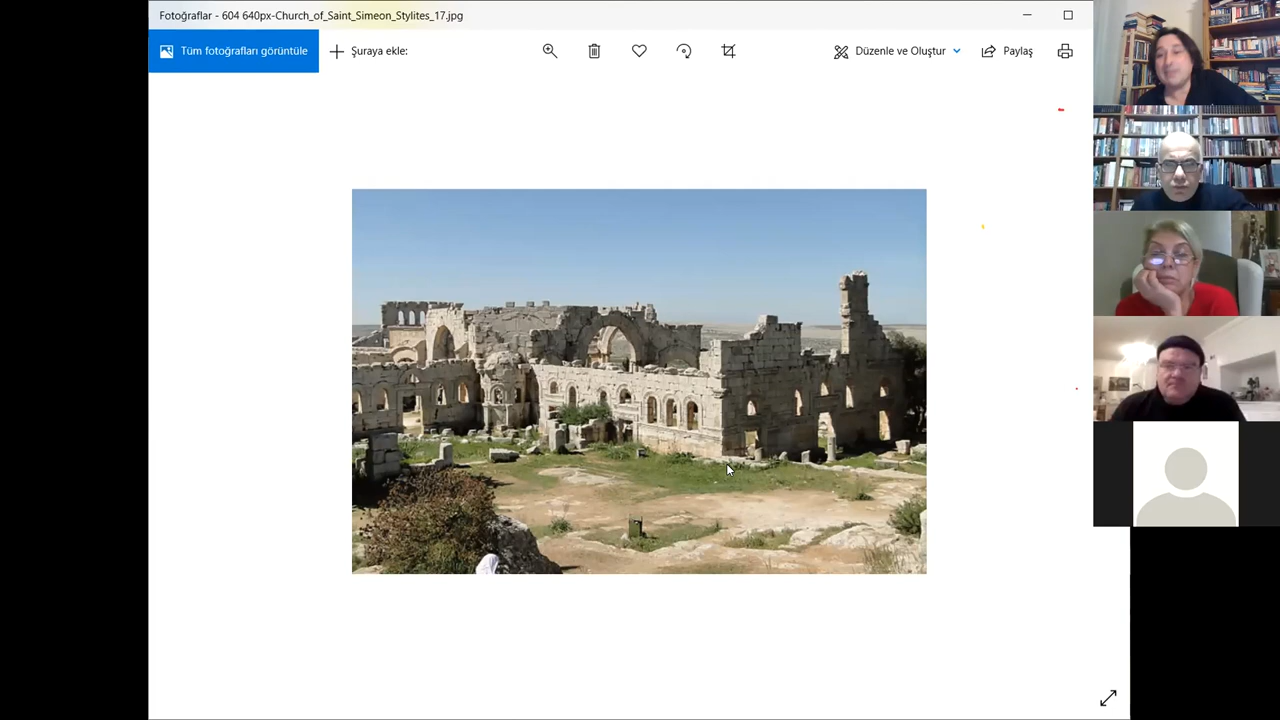 Fotoğraflar - 604 640px-Church_of_Saint_Simeon_Stylites_17.jpg
Tüm fotoğrafları görüntüle
Şuraya ekle:
Düzenle ve Oluştur
Paylaş